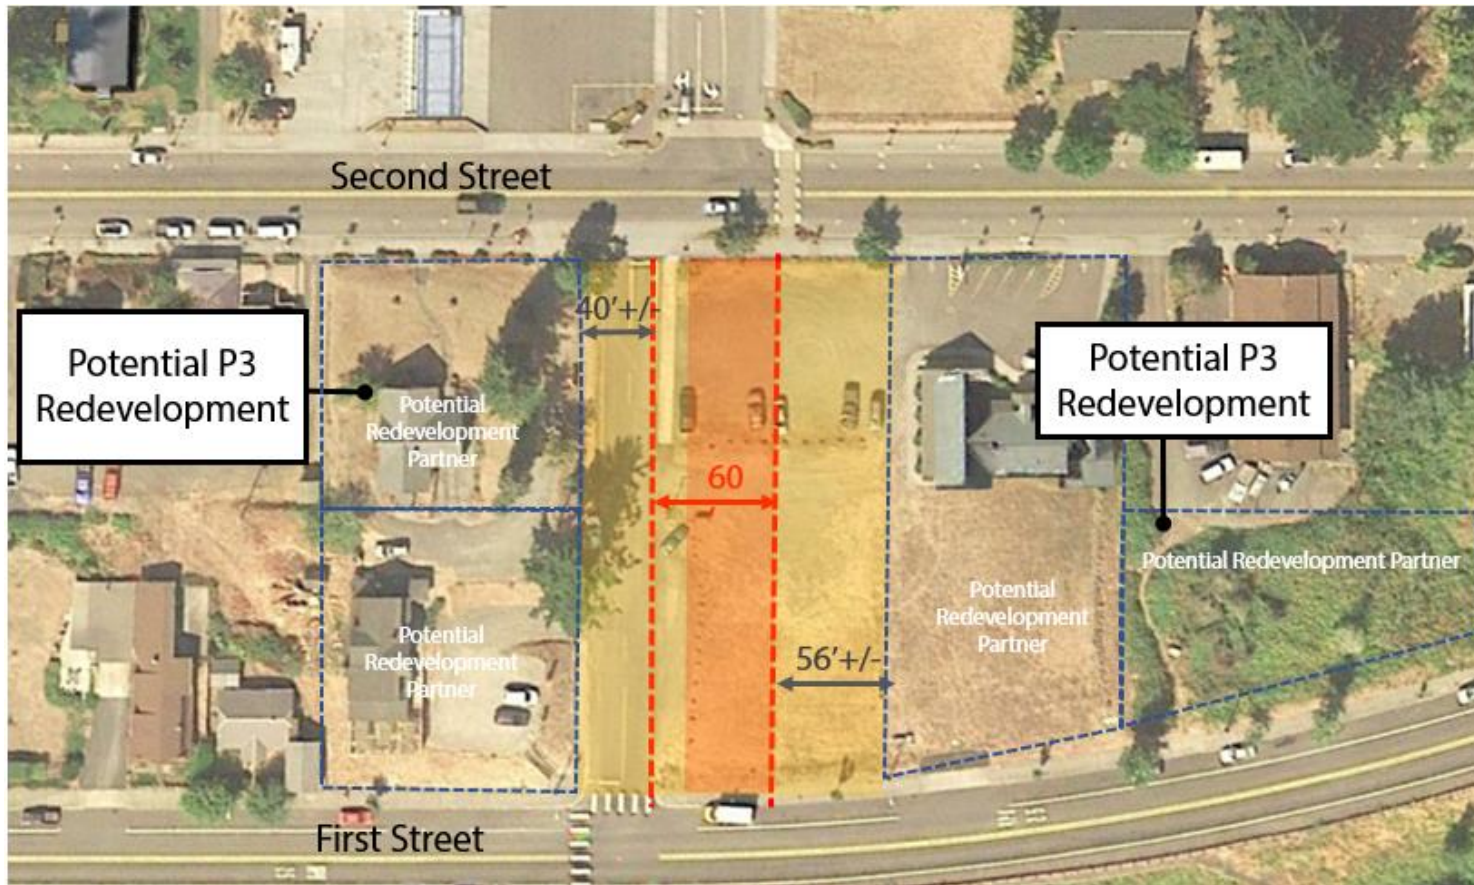 Second Street
40'+/-
Potential P3
Redevelopment
Potential
Redevelopment
Partner
Potential P3
Redevelopment
60
Potential Redevelopment Partner
Potential
Redevelopment
Partner
Potential
Redevelopment
Partner
56'+/-
First Street